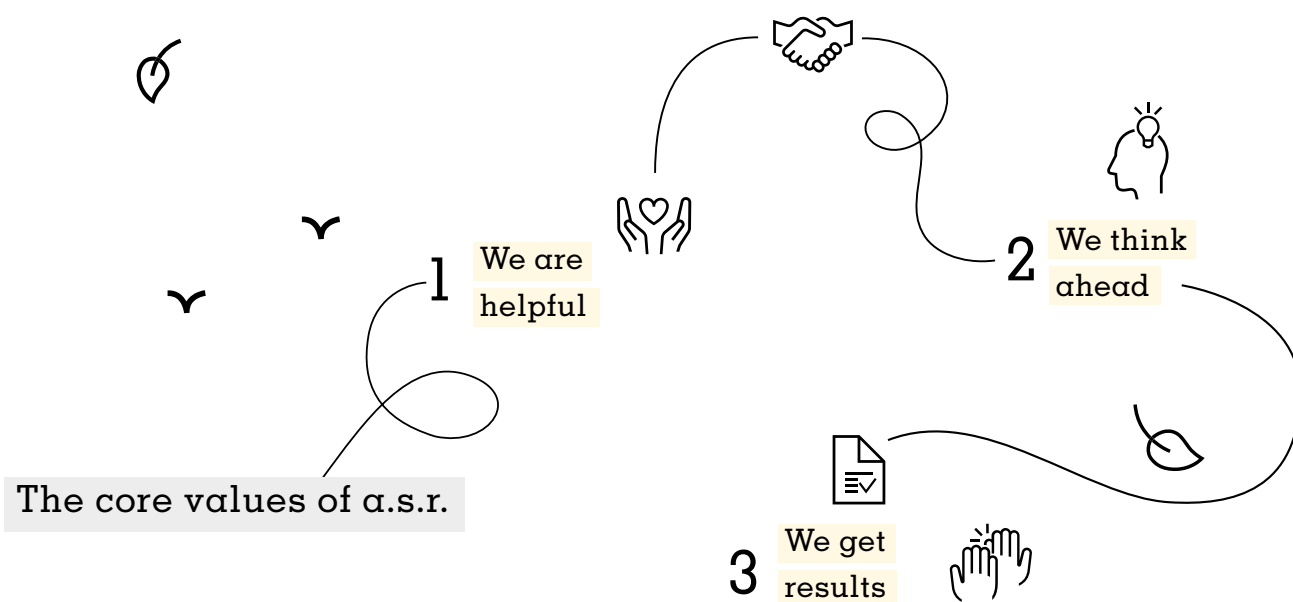 The core values of a.s.r.
1
We are
helpful
2
We think
ahead
3
We get
results